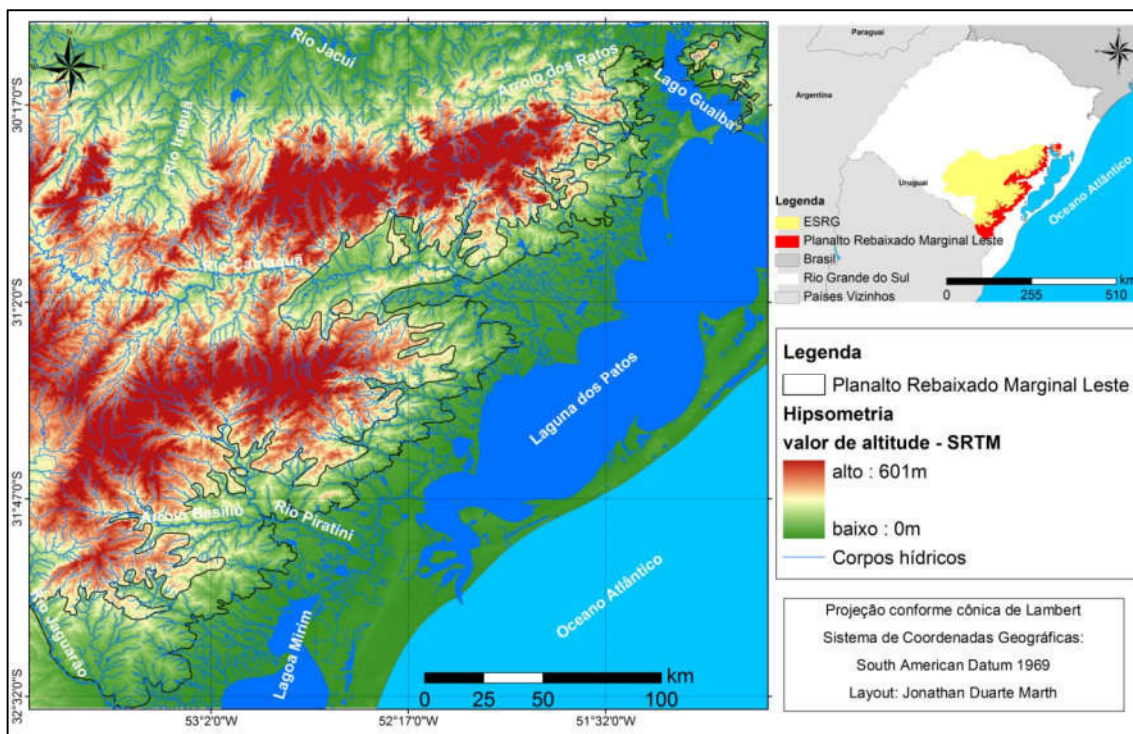 Rio Jacuí
Arroio dos Ratos
Lago Guaíba
Rio Irapuá
Rio Camaquã
Laguna dos Patos
Arroio Basílio
Rio Piratini
Oceano Atlântico
Rio Jaguarão
Lagoa Mirim
km
0 25 50 100
30°17'0"S
31°2'0"S
31°47'0"S
32°32'0"S
53°2'0"W
52°17'0"W
51°32'0"W
Paraguai
Argentina
Uruguai
Oceano Atlântico
Legenda
ESRG
Planalto Rebaixado Marginal Leste
Brasil
Rio Grande do Sul
Países Vizinhos
km
0 255 510
Legenda
Planalto Rebaixado Marginal Leste
Hipsometria
valor de altitude - SRTM
alto : 601m
baixo : 0m
Corpos hídricos
Projeção conforme cônica de Lambert
Sistema de Coordenadas Geográficas:
South American Datum 1969
Layout: Jonathan Duarte Marth